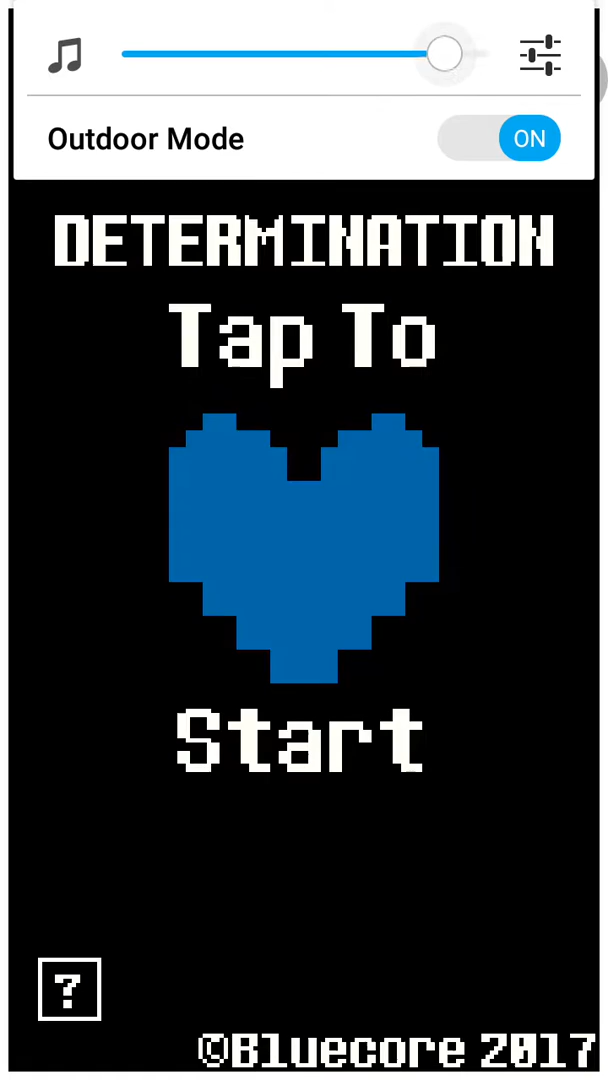 Outdoor Mode ON
DETERMINATION
Tap To
Start
?
©Bluecore 2017